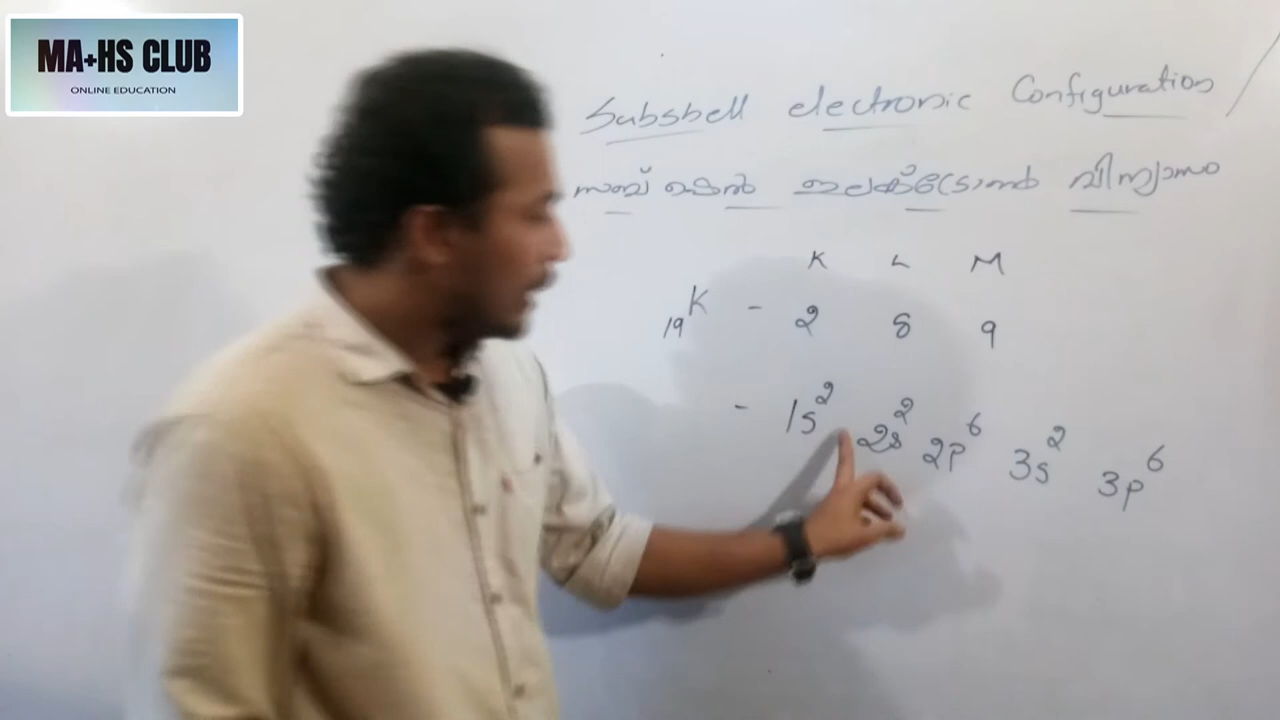 MA+HS CLUB
ONLINE EDUCATION
Subshell electronic Configuration
സബ് ഷെൽ ഇലക്ട്രോൺ വിന്യാസം
K L M
19K - 2 8 9
- 1s² 2s² 2p⁶ 3s² 3p⁶